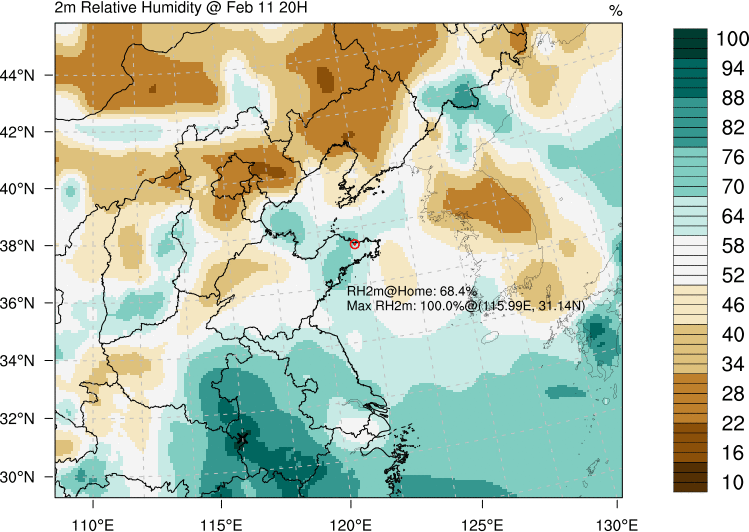 2m Relative Humidity @ Feb 11 20H
%
44°N
42°N
40°N
38°N
36°N
34°N
32°N
30°N
110°E
115°E
120°E
125°E
130°E
RH2m@Home: 68.4%
Max RH2m: 100.0%@(115.99E, 31.14N)
100
94
88
82
76
70
64
58
52
46
40
34
28
22
16
10